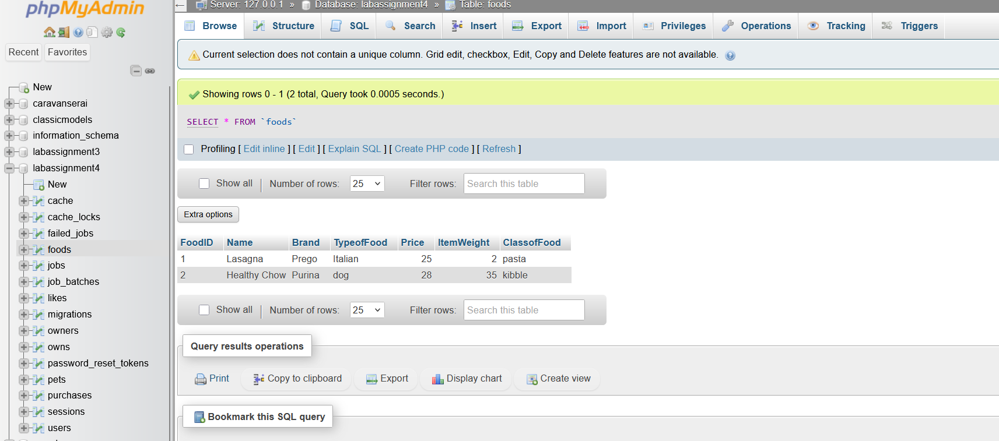 phpMyAdmin
Recent Favorites
New
caravanserai
classicmodels
information_schema
labassignment3
labassignment4
New
cache
cache_locks
failed_jobs
foods
jobs
job_batches
likes
migrations
owners
owns
password_reset_tokens
pets
purchases
sessions
users
Server: 127.0.0.1 » Database: labassignment4 » Table: foods
Browse Structure SQL Search Insert Export Import Privileges Operations Tracking Triggers
Current selection does not contain a unique column. Grid edit, checkbox, Edit, Copy and Delete features are not available.
Showing rows 0 - 1 (2 total, Query took 0.0005 seconds.)
SELECT * FROM `foods`
Profiling [ Edit inline ] [ Edit ] [ Explain SQL ] [ Create PHP code ] [ Refresh ]
Show all | Number of rows: 25 Filter rows: Search this table
Extra options
FoodID Name Brand TypeofFood Price ItemWeight ClassofFood
1 Lasagna Prego Italian 25 2 pasta
2 Healthy Chow Purina dog 28 35 kibble
Show all | Number of rows: 25 Filter rows: Search this table
Query results operations
Print Copy to clipboard Export Display chart Create view
Bookmark this SQL query